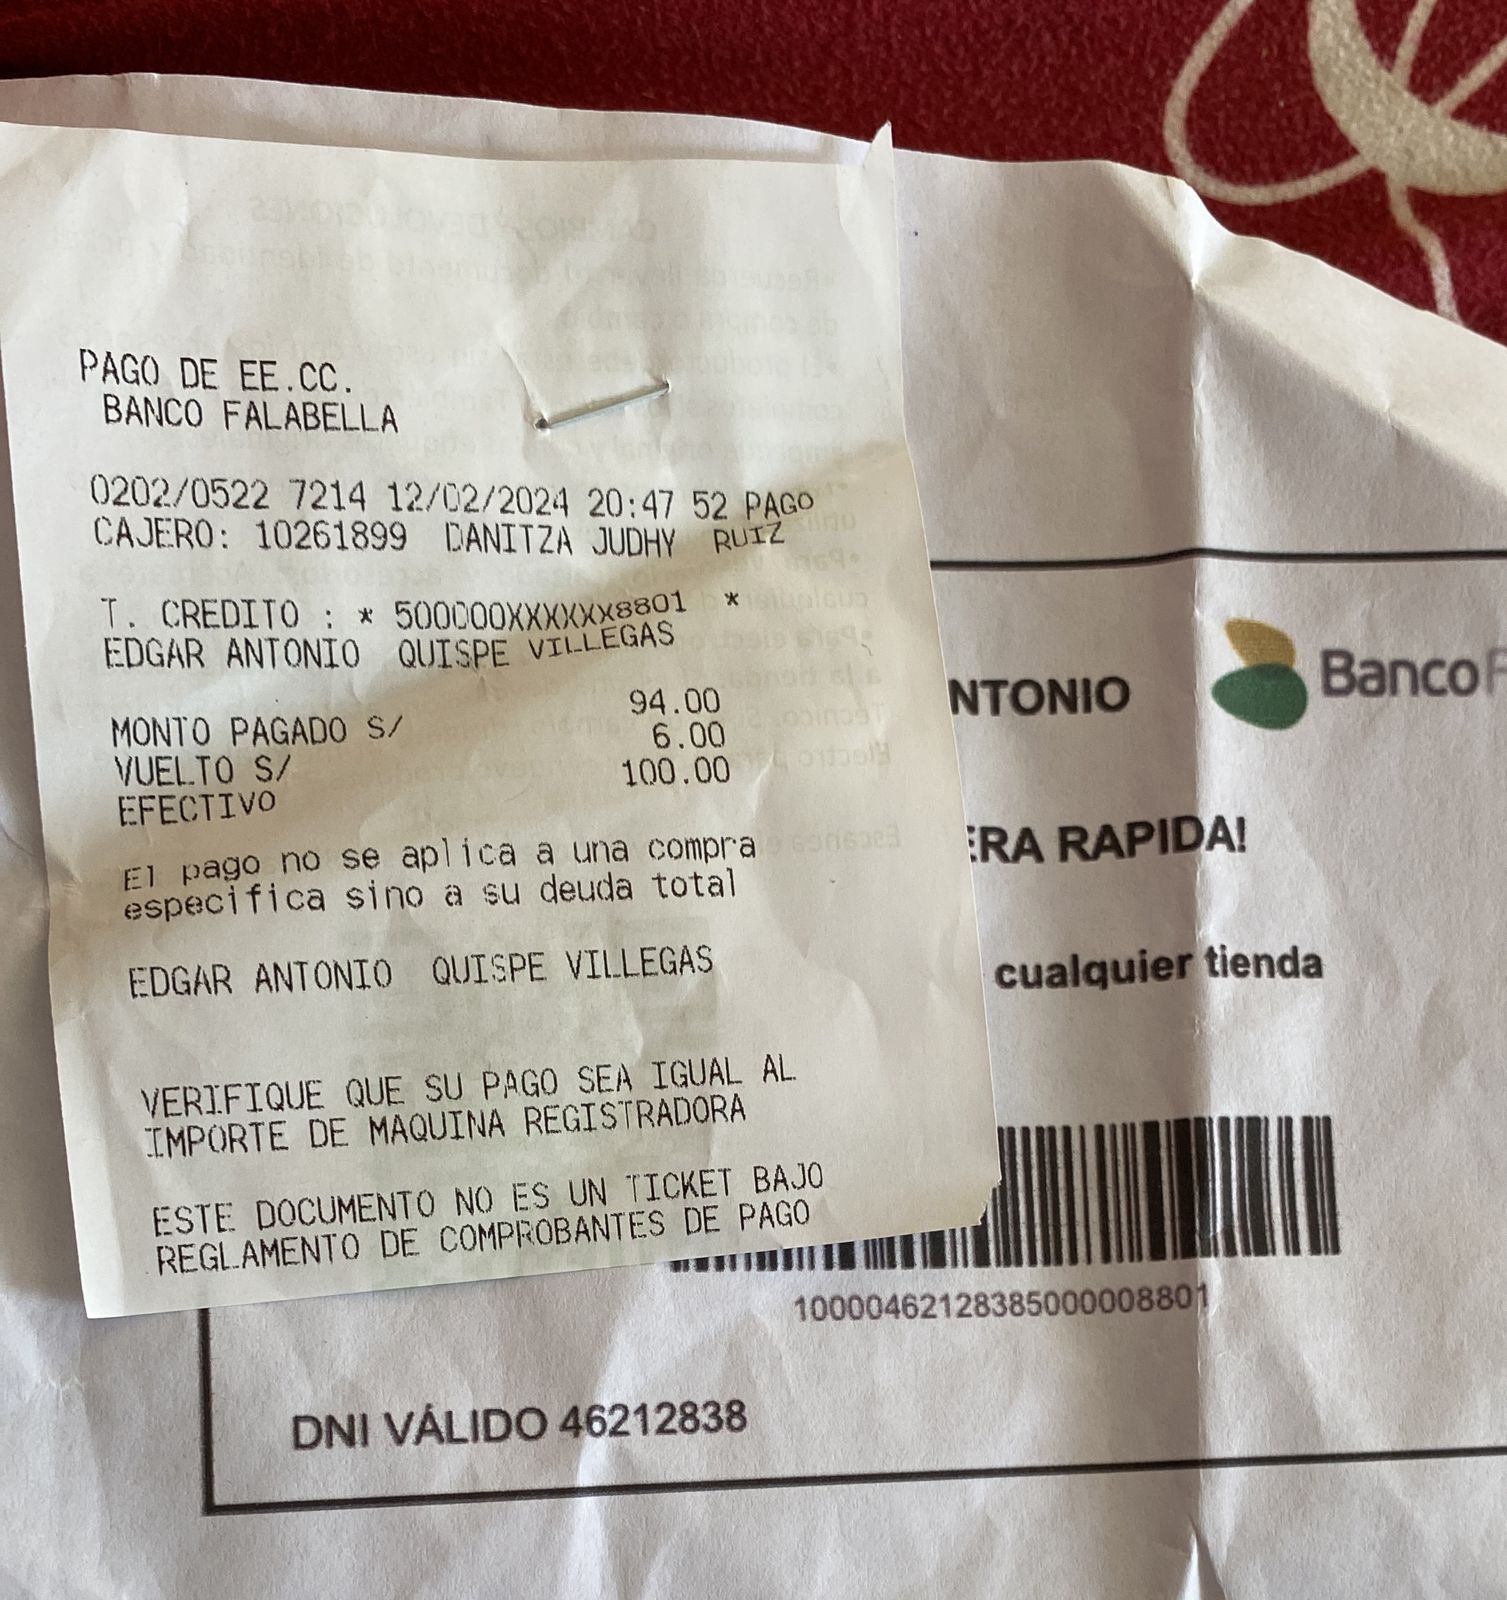 PAGO DE EE.CC.
BANCO FALABELLA
0202/0522 7214 12/02/2024 20:47 52 PAGO
CAJERO: 10261899 DANITZA JUDHY RUIZ
T. CREDITO : * 500000XXXXXX8801 *
EDGAR ANTONIO QUISPE VILLEGAS
94.00
MONTO PAGADO S/ 6.00
VUELTO S/ 100.00
EFECTIVO
El pago no se aplica a una compra
especifica sino a su deuda total
EDGAR ANTONIO QUISPE VILLEGAS
VERIFIQUE QUE SU PAGO SEA IGUAL AL
IMPORTE DE MAQUINA REGISTRADORA
ESTE DOCUMENTO NO ES UN TICKET BAJO
REGLAMENTO DE COMPROBANTES DE PAGO
NTONIO
Banco F
ERA RAPIDA!
cualquier tienda
10000462128385000008801
DNI VÁLIDO 46212838